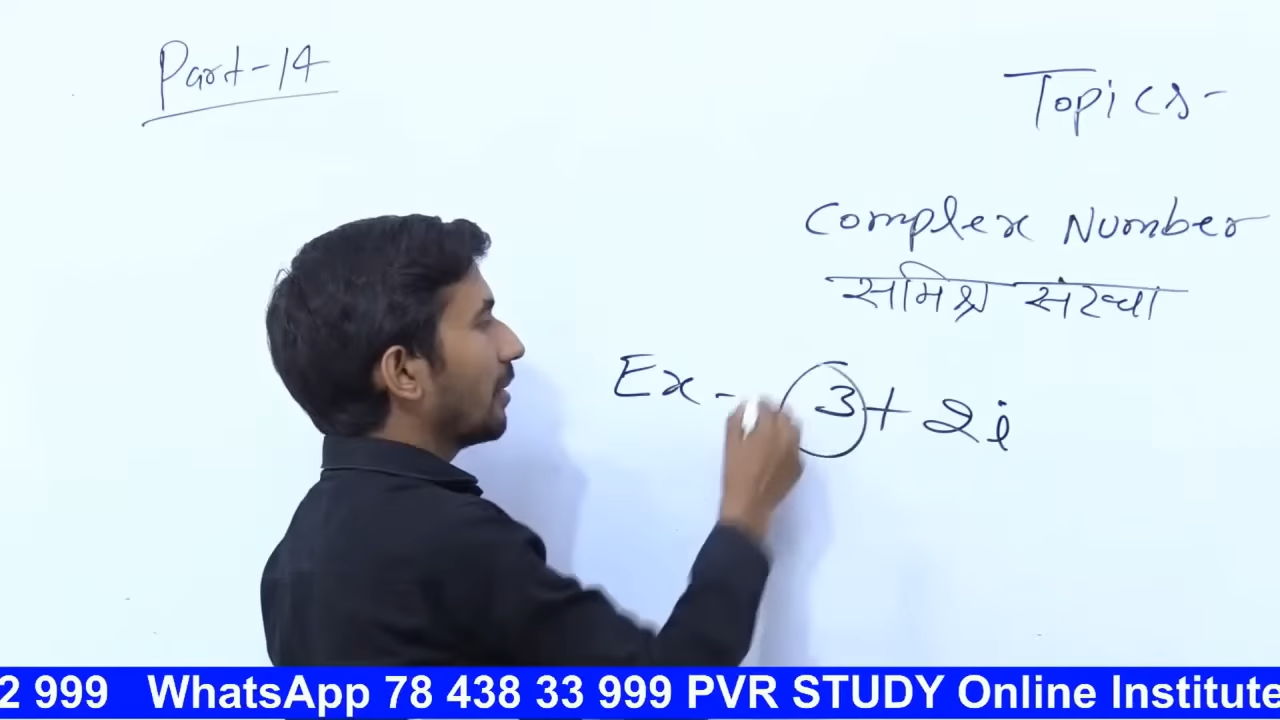 Part-14
Topics-
Complex Number
समिश्र संख्या
Ex - 3 + 2i
2 999 WhatsApp 78 438 33 999 PVR STUDY Online Institute